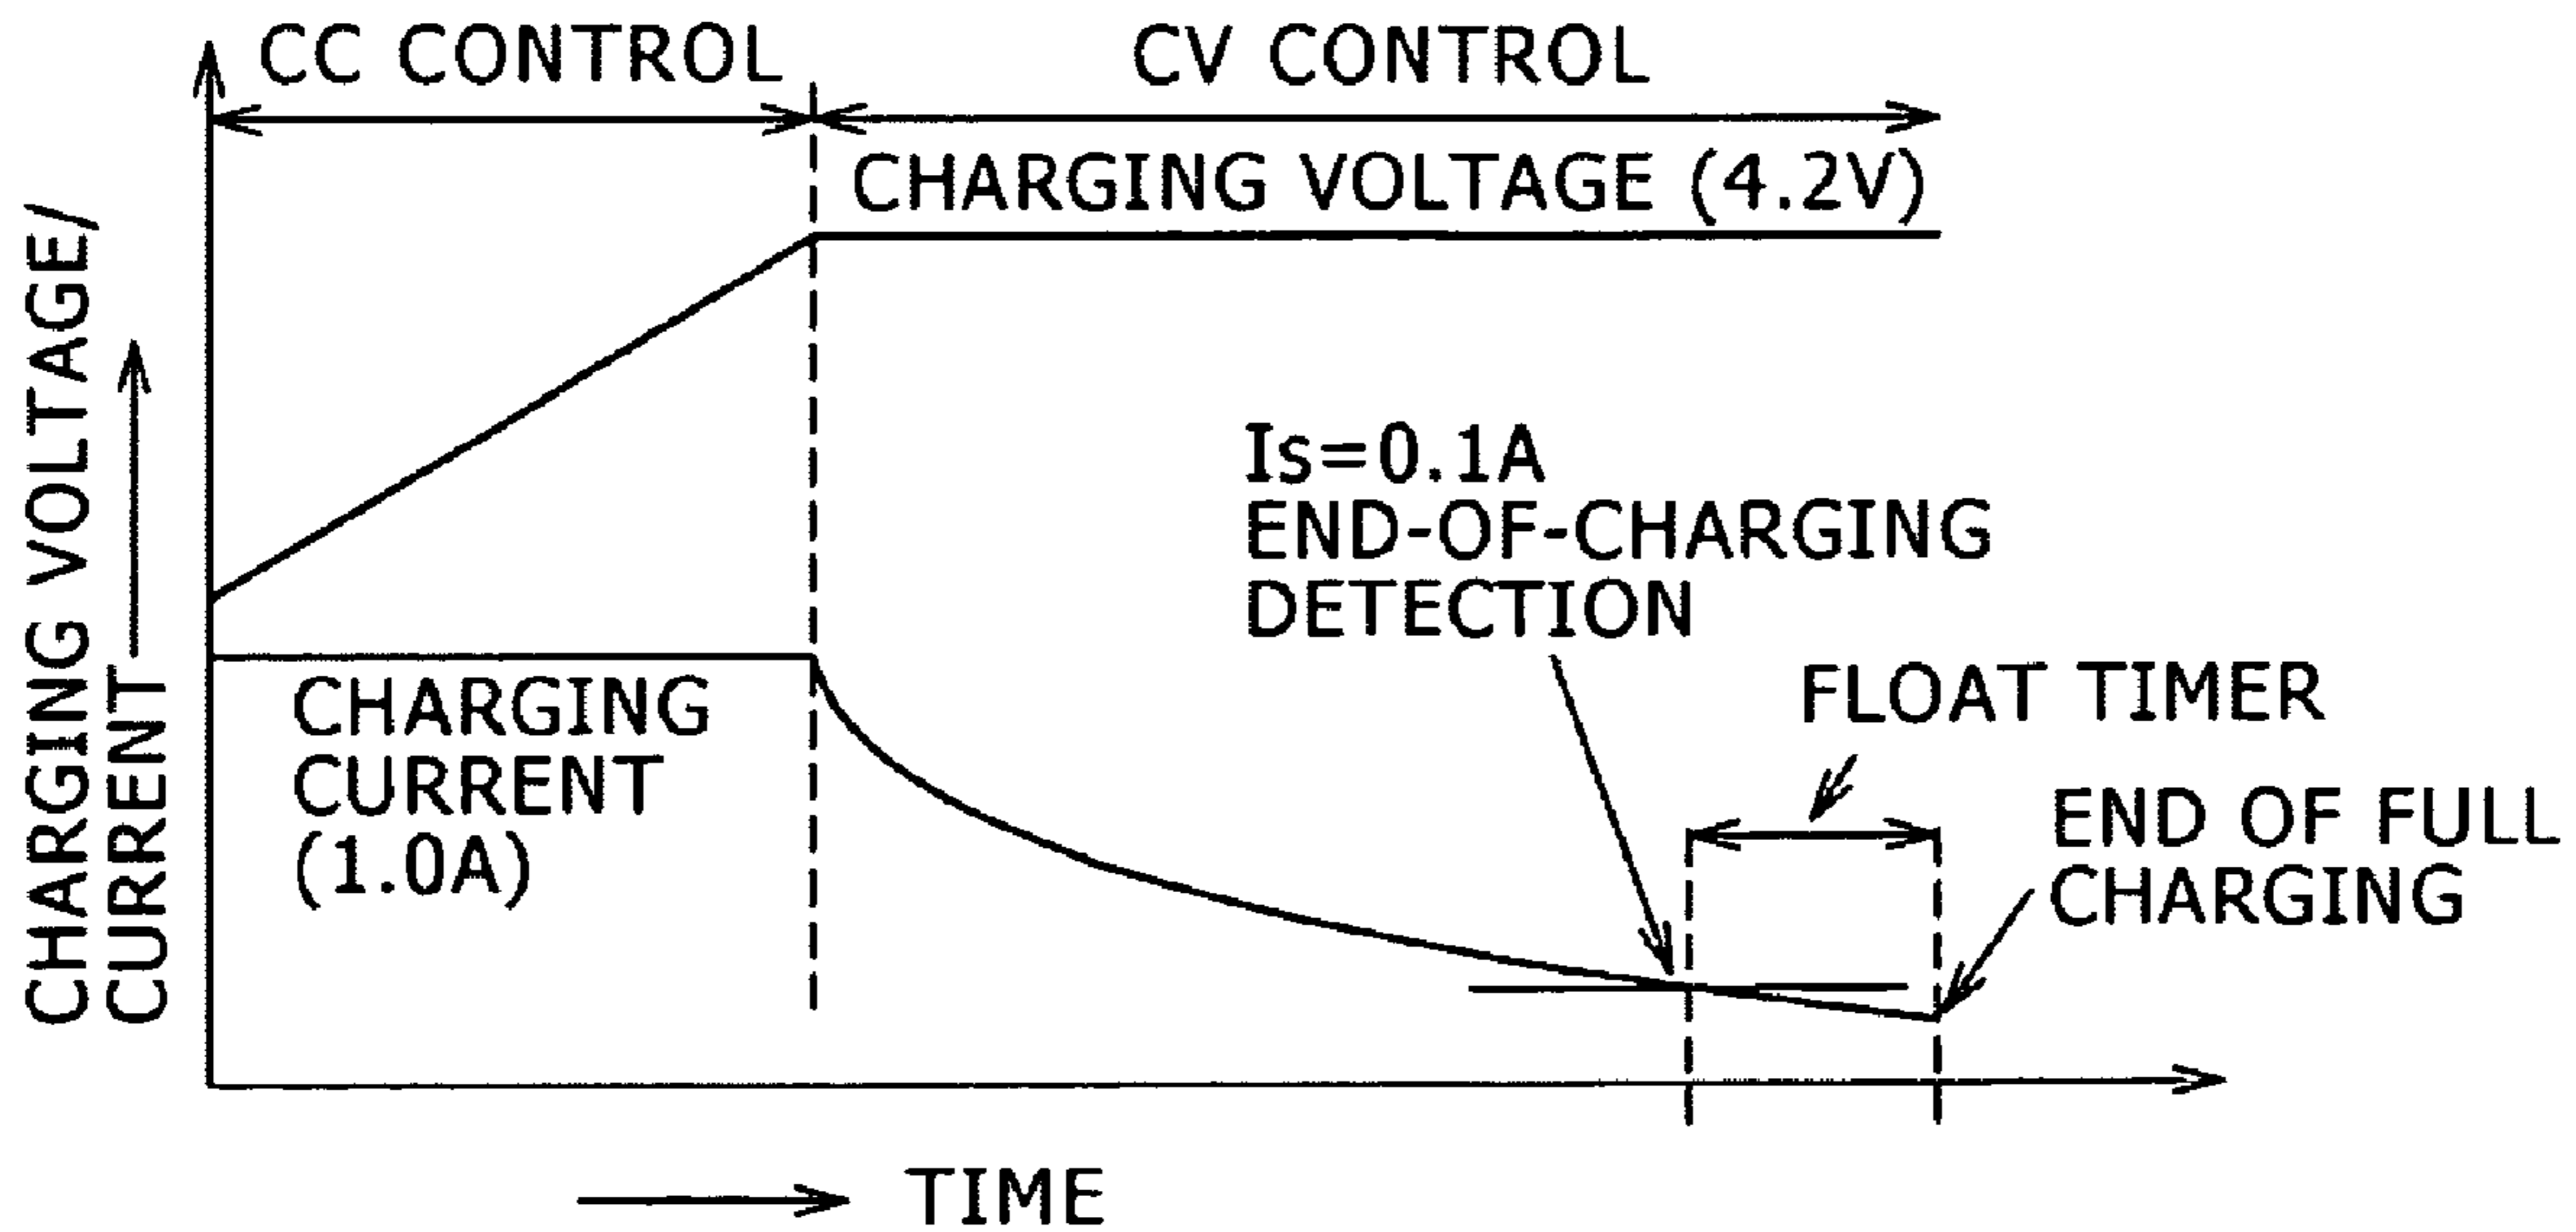 CC CONTROL
CV CONTROL
CHARGING VOLTAGE (4.2V)
CHARGING VOLTAGE/
CURRENT
Is=0.1A
END-OF-CHARGING
DETECTION
CHARGING
CURRENT
(1.0A)
FLOAT TIMER
END OF FULL
CHARGING
TIME